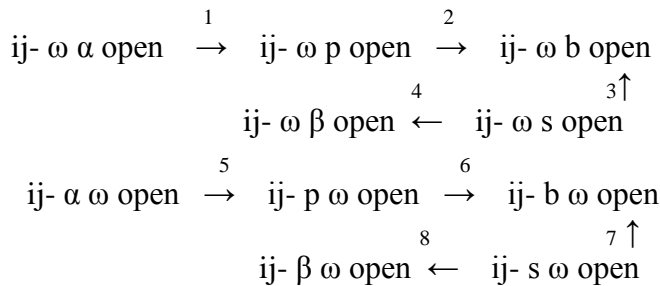 1 2
ij- ω α open → ij- ω p open → ij- ω b open
4 3↑
ij- ω β open ← ij- ω s open
5 6
ij- α ω open → ij- p ω open → ij- b ω open
8 7↑
ij- β ω open ← ij- s ω open